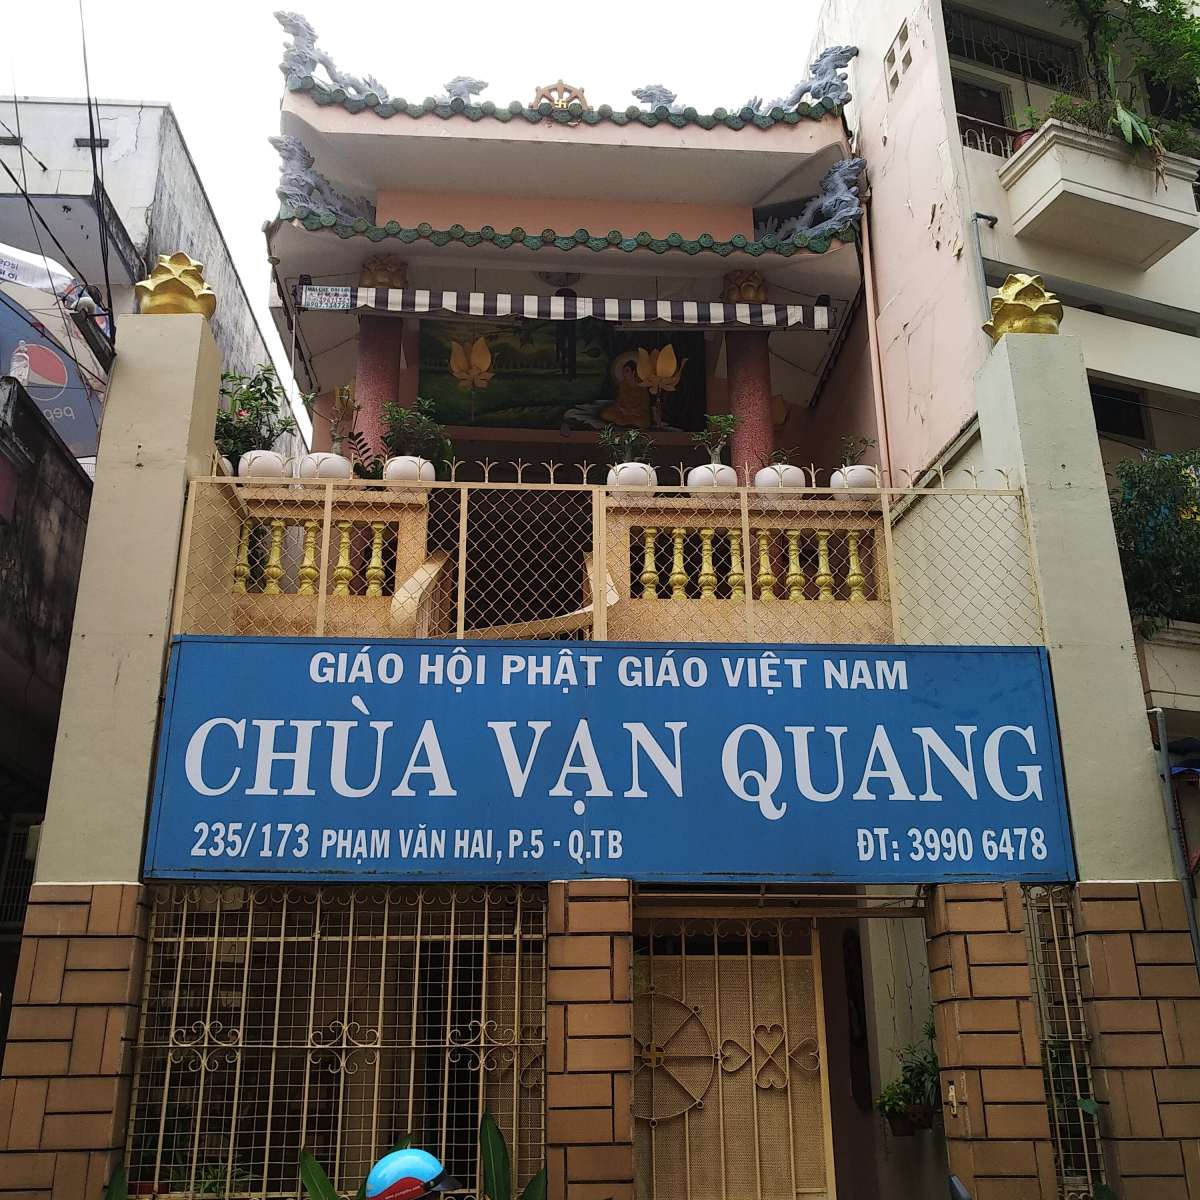 GIÁO HỘI PHẬT GIÁO VIỆT NAM
CHÙA VẠN QUANG
235/173 PHẠM VĂN HAI, P.5 - Q.TB
ĐT: 3990 6478